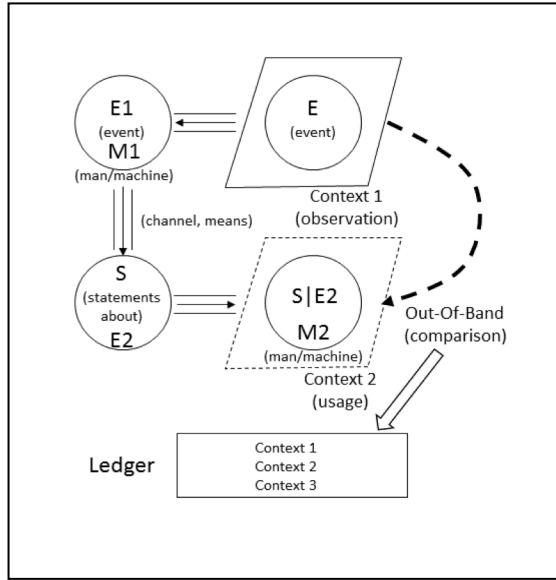 E1
(event)
M1
(man/machine)
E
(event)
Context 1
(observation)
(channel, means)
S
(statements
about)
E2
S|E2
M2
(man/machine)
Context 2
(usage)
Out-Of-Band
(comparison)
Ledger
Context 1
Context 2
Context 3